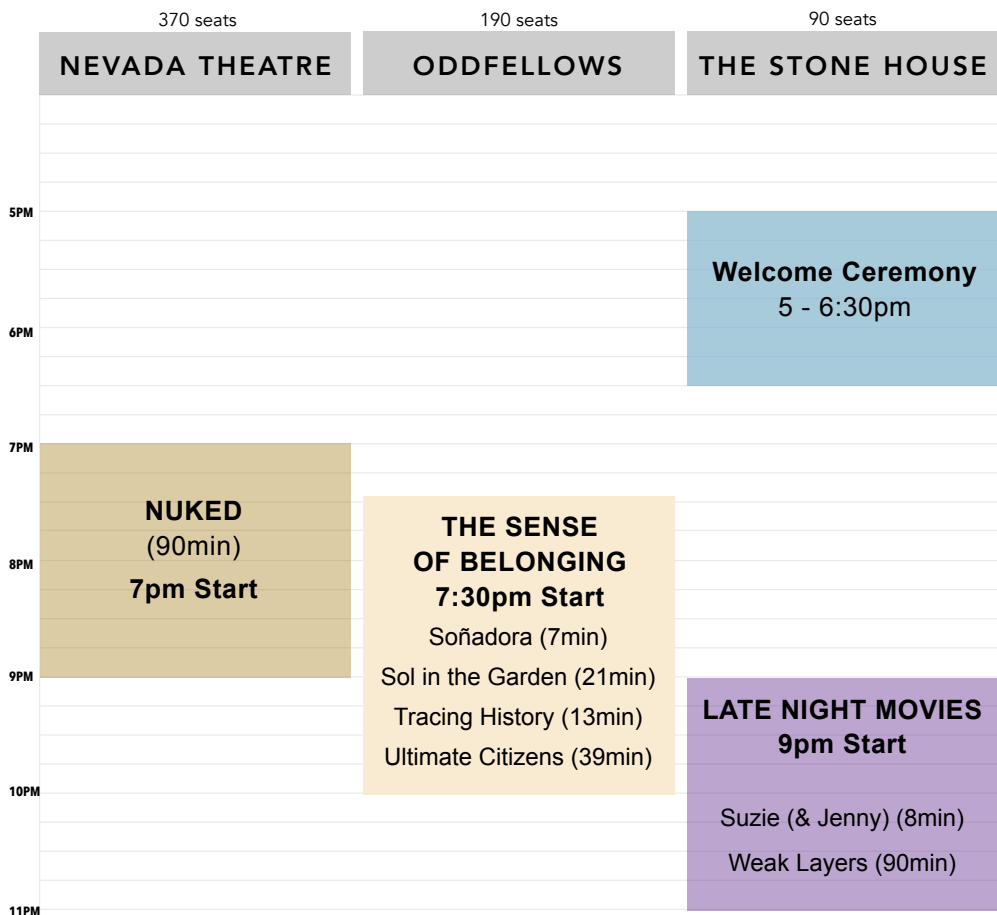 370 seats
190 seats
90 seats
NEVADA THEATRE
ODDFELLOWS
THE STONE HOUSE
5PM
Welcome Ceremony
5 - 6:30pm
6PM
7PM
NUKED
(90min)
7pm Start
THE SENSE
OF BELONGING
7:30pm Start
Soñadora (7min)
Sol in the Garden (21min)
Tracing History (13min)
Ultimate Citizens (39min)
8PM
9PM
LATE NIGHT MOVIES
9pm Start
Suzie (& Jenny) (8min)
Weak Layers (90min)
10PM
11PM